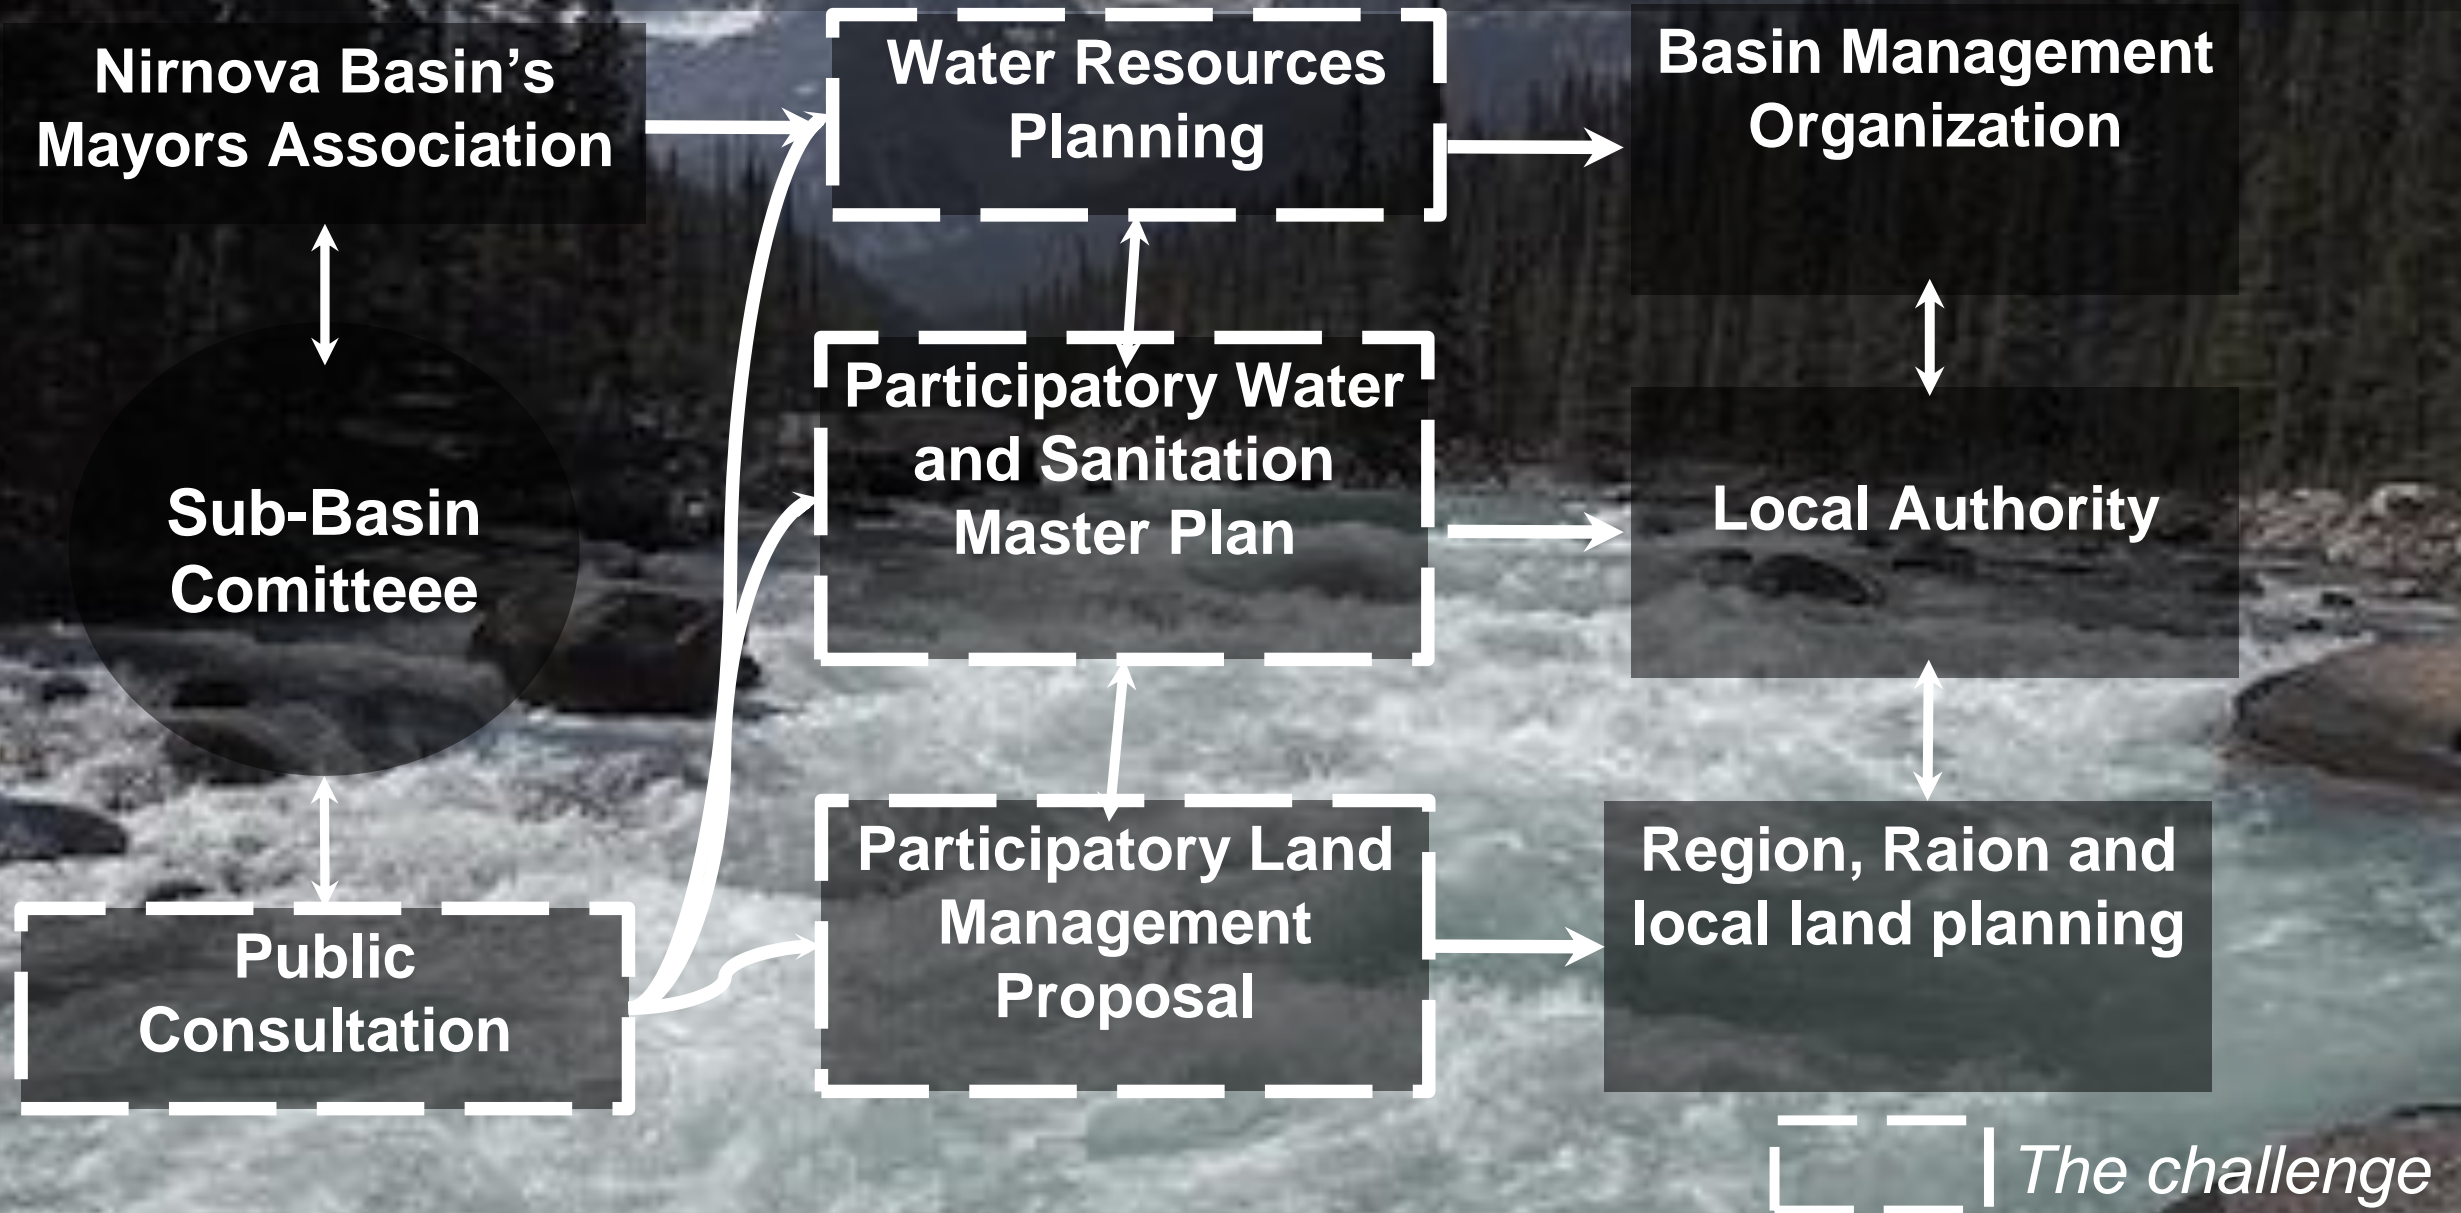 Nirnova Basin’s
Mayors Association
Water Resources
Planning
Basin Management
Organization
Sub-Basin
Comitteee
Participatory Water
and Sanitation
Master Plan
Local Authority
Public
Consultation
Participatory Land
Management
Proposal
Region, Raion and
local land planning
The challenge